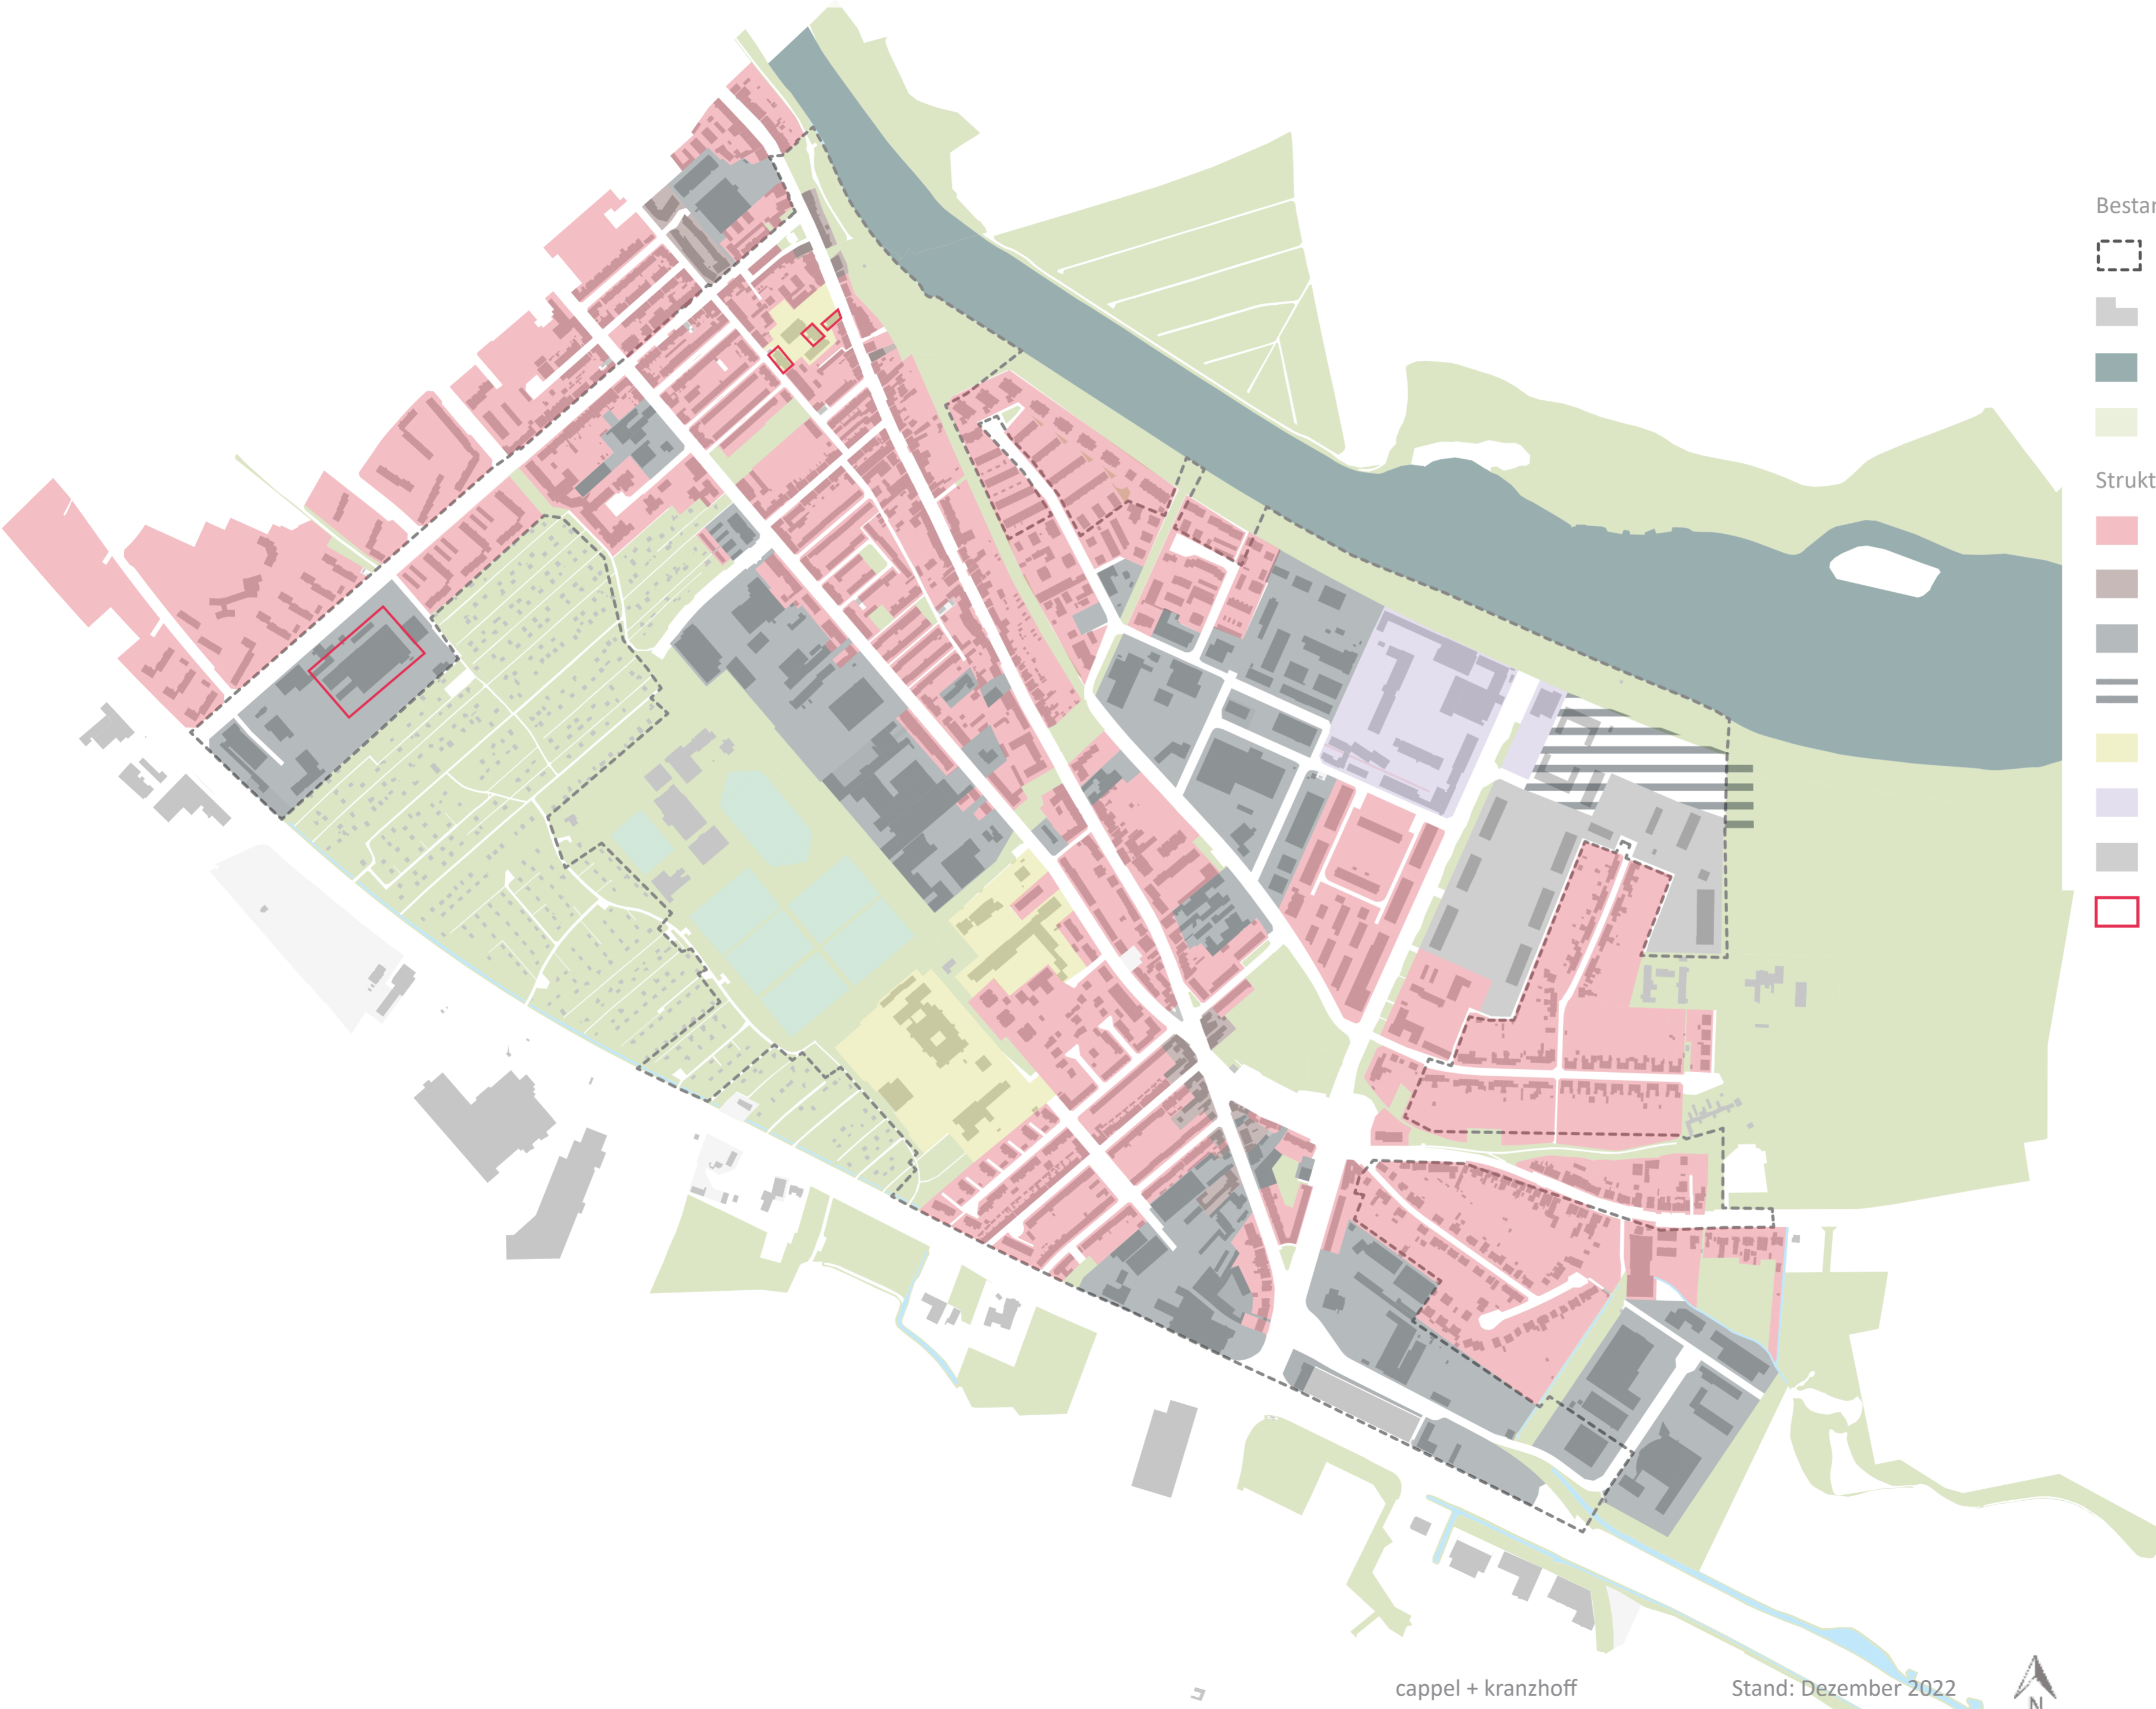 Bestan
Strukt
cappel + kranzhoff
Stand: Dezember 2022
N